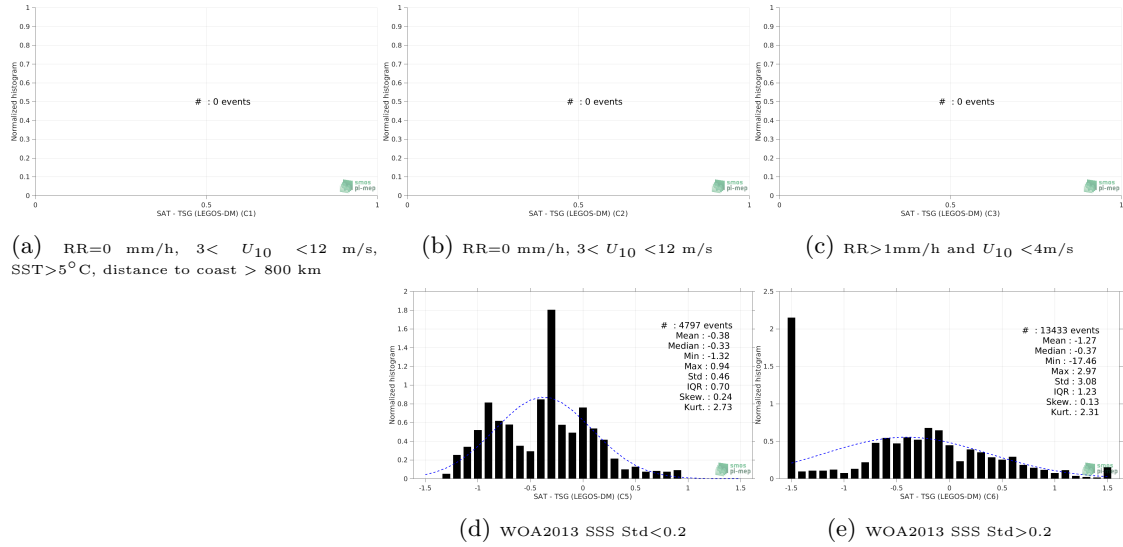 1
0.9
0.8
0.7
0.6
0.5
0.4
0.3
0.2
0.1
0
Normalized histogram
# : 0 events
0 0.5 1
SAT - TSG (LEGOS-DM) (C1)
smos
pi-mep
1
0.9
0.8
0.7
0.6
0.5
0.4
0.3
0.2
0.1
0
Normalized histogram
# : 0 events
0 0.5 1
SAT - TSG (LEGOS-DM) (C2)
smos
pi-mep
1
0.9
0.8
0.7
0.6
0.5
0.4
0.3
0.2
0.1
0
Normalized histogram
# : 0 events
0 0.5 1
SAT - TSG (LEGOS-DM) (C3)
smos
pi-mep
(a) RR=0 mm/h, 3< U10 <12 m/s,
SST>5°C, distance to coast > 800 km
(b) RR=0 mm/h, 3< U10 <12 m/s
(c) RR>1mm/h and U10 <4m/s
2
1.8
1.6
1.4
1.2
1
0.8
0.6
0.4
0.2
0
Normalized histogram
# : 4797 events
Mean : -0.38
Median : -0.33
Min : -1.32
Max : 0.94
Std : 0.46
IQR : 0.70
Skew. : 0.24
Kurt. : 2.73
smos
pi-mep
-1.5 -1 -0.5 0 0.5 1 1.5
SAT - TSG (LEGOS-DM) (C5)
2.5
2
1.5
1
0.5
0
Normalized histogram
# : 13433 events
Mean : -1.27
Median : -0.37
Min : -17.46
Max : 2.97
Std : 3.08
IQR : 1.23
Skew. : 0.13
Kurt. : 2.31
smos
pi-mep
-1.5 -1 -0.5 0 0.5 1 1.5
SAT - TSG (LEGOS-DM) (C6)
(d) WOA2013 SSS Std<0.2
(e) WOA2013 SSS Std>0.2